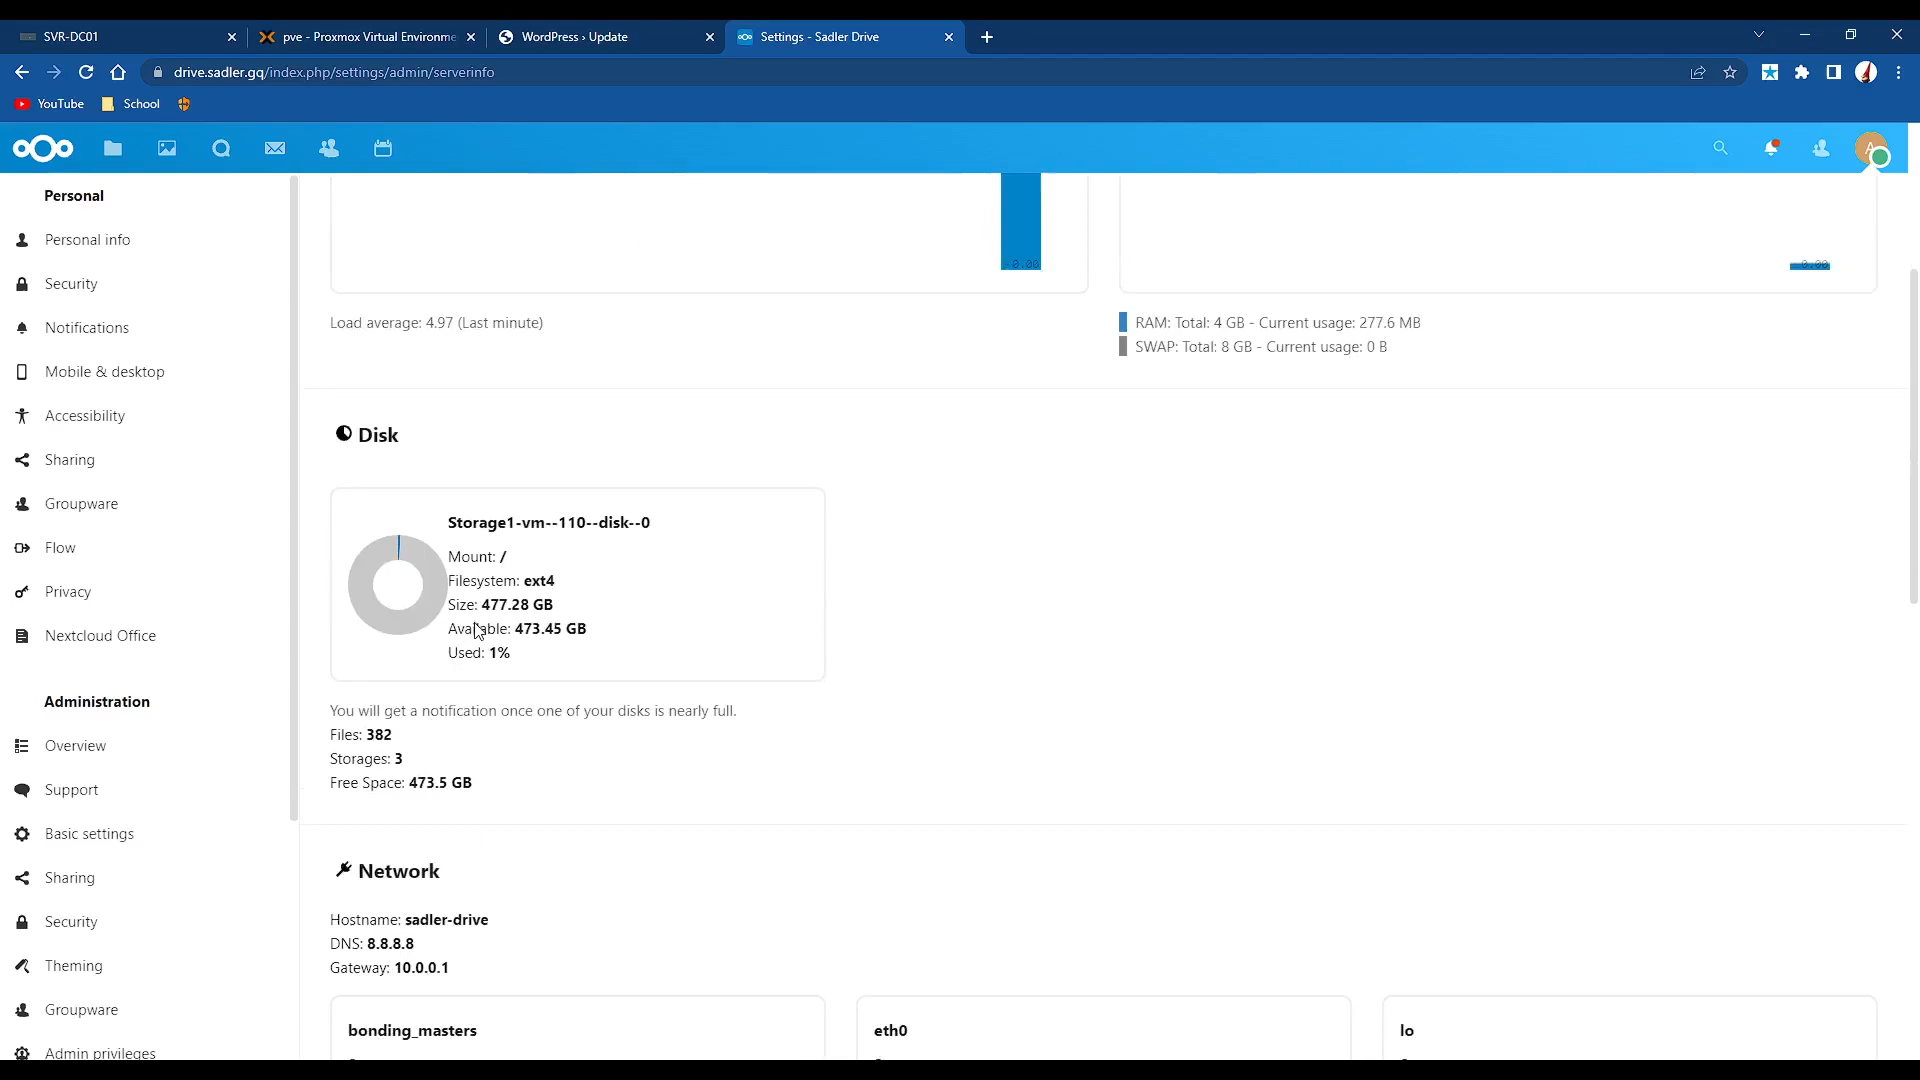 SVR-DC01
pve - Proxmox Virtual Environme
WordPress › Update
Settings - Sadler Drive
drive.sadler.gq/index.php/settings/admin/serverinfo
YouTube
School
A
Personal
Personal info
Security
Notifications
Mobile & desktop
Accessibility
Sharing
Groupware
Flow
Privacy
Nextcloud Office
Administration
Overview
Support
Basic settings
Sharing
Security
Theming
Groupware
Admin privileges
0.00
0.00
Load average: 4.97 (Last minute)
RAM: Total: 4 GB - Current usage: 277.6 MB
SWAP: Total: 8 GB - Current usage: 0 B
Disk
Storage1-vm--110--disk--0
Mount: /
Filesystem: ext4
Size: 477.28 GB
Available: 473.45 GB
Used: 1%
You will get a notification once one of your disks is nearly full.
Files: 382
Storages: 3
Free Space: 473.5 GB
Network
Hostname: sadler-drive
DNS: 8.8.8.8
Gateway: 10.0.0.1
bonding_masters
eth0
lo